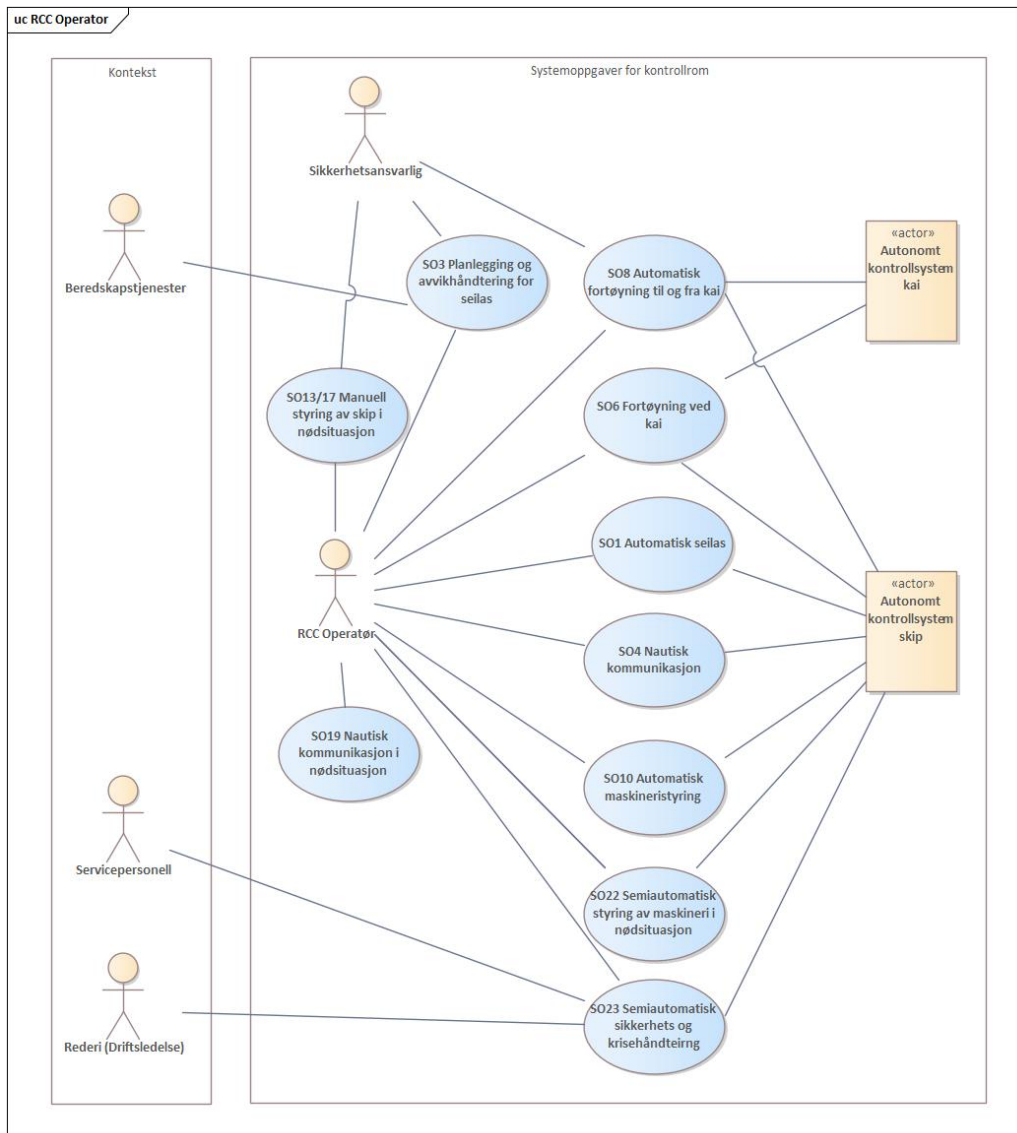 uc RCC Operator
Kontekst
Systemoppgaver for kontrollrom
Sikkerhetsansvarlig
Beredskapstjenester
SO3 Planlegging og
avvikhåndtering for
seilas
SO8 Automatisk
fortøyning til og fra kai
«actor»
Autonomt
kontrollsystem
kai
SO13/17 Manuell
styring av skip i
nødsituasjon
SO6 Fortøyning ved
kai
SO1 Automatisk seilas
«actor»
Autonomt
kontrollsystem
skip
RCC Operatør
SO4 Nautisk
kommunikasjon
SO19 Nautisk
kommunikasjon i
nødsituasjon
SO10 Automatisk
maskineristyring
Servicepersonell
SO22 Semiautomatisk
styring av maskineri i
nødsituasjon
SO23 Semiautomatisk
sikkerhets og
krisehåndteirng
Rederi (Driftsledelse)